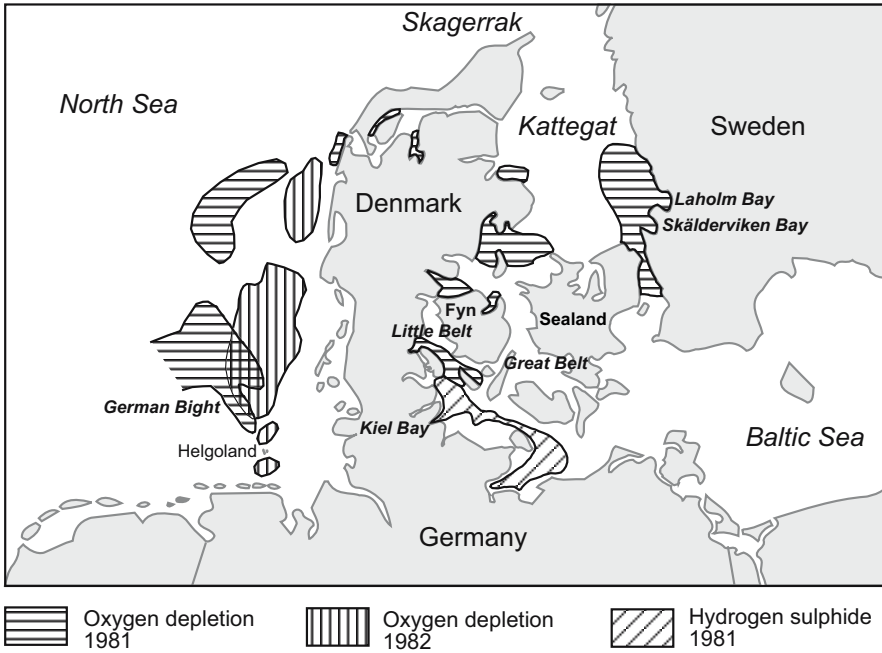 Skagerrak
North Sea
Kattegat
Sweden
Denmark
Laholm Bay
Skälderviken Bay
Fyn
Sealand
Little Belt
Great Belt
German Bight
Kiel Bay
Helgoland
Baltic Sea
Germany
Oxygen depletion
1981
Oxygen depletion
1982
Hydrogen sulphide
1981